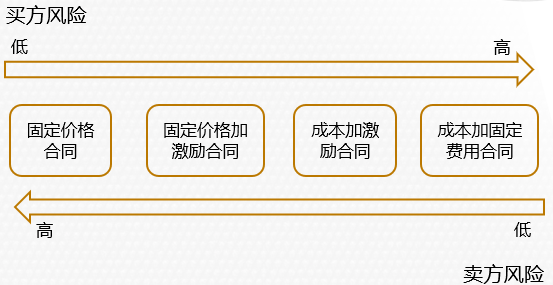 买方风险
低 高
固定价格
合同
固定价格加
激励合同
成本加激
励合同
成本加固定
费用合同
高 低
卖方风险